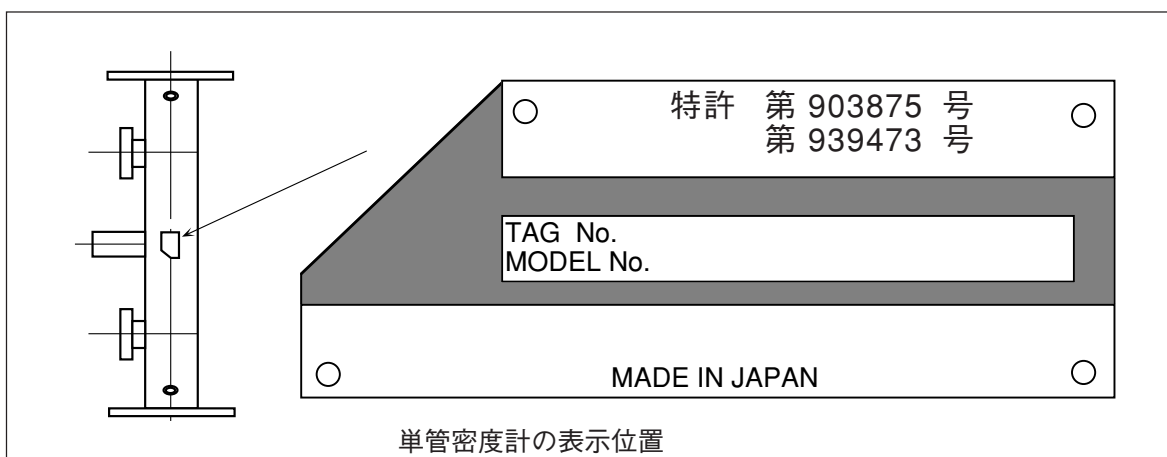 特許 第 903875 号
第 939473 号
TAG No.
MODEL No.
MADE IN JAPAN
単管密度計の表示位置